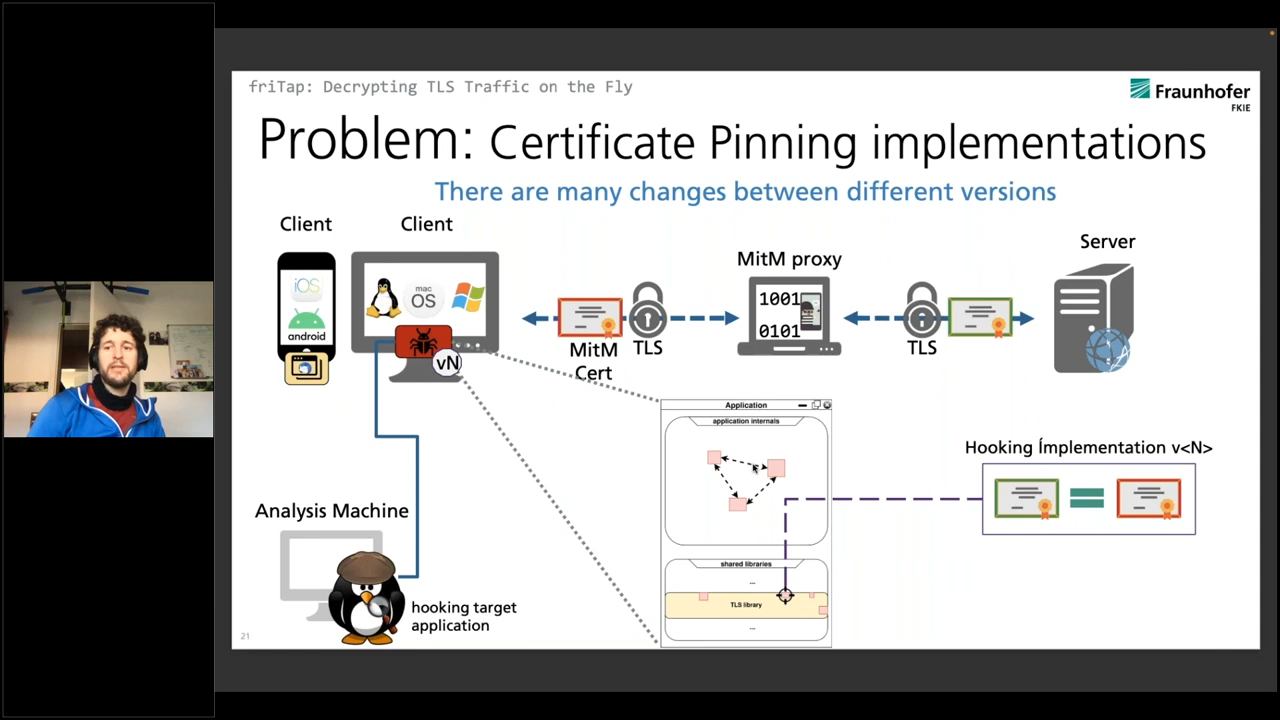 friTap: Decrypting TLS Traffic on the Fly
Fraunhofer
FKIE
Problem: Certificate Pinning implementations
There are many changes between different versions
Client
Client
Server
MitM proxy
iOS
mac
OS
android
1001
0101
MitM
Cert
TLS
TLS
vN
Application
application internals
Hooking Ímplementation v<N>
Analysis Machine
shared libraries
...
TLS library
...
hooking target
application
21